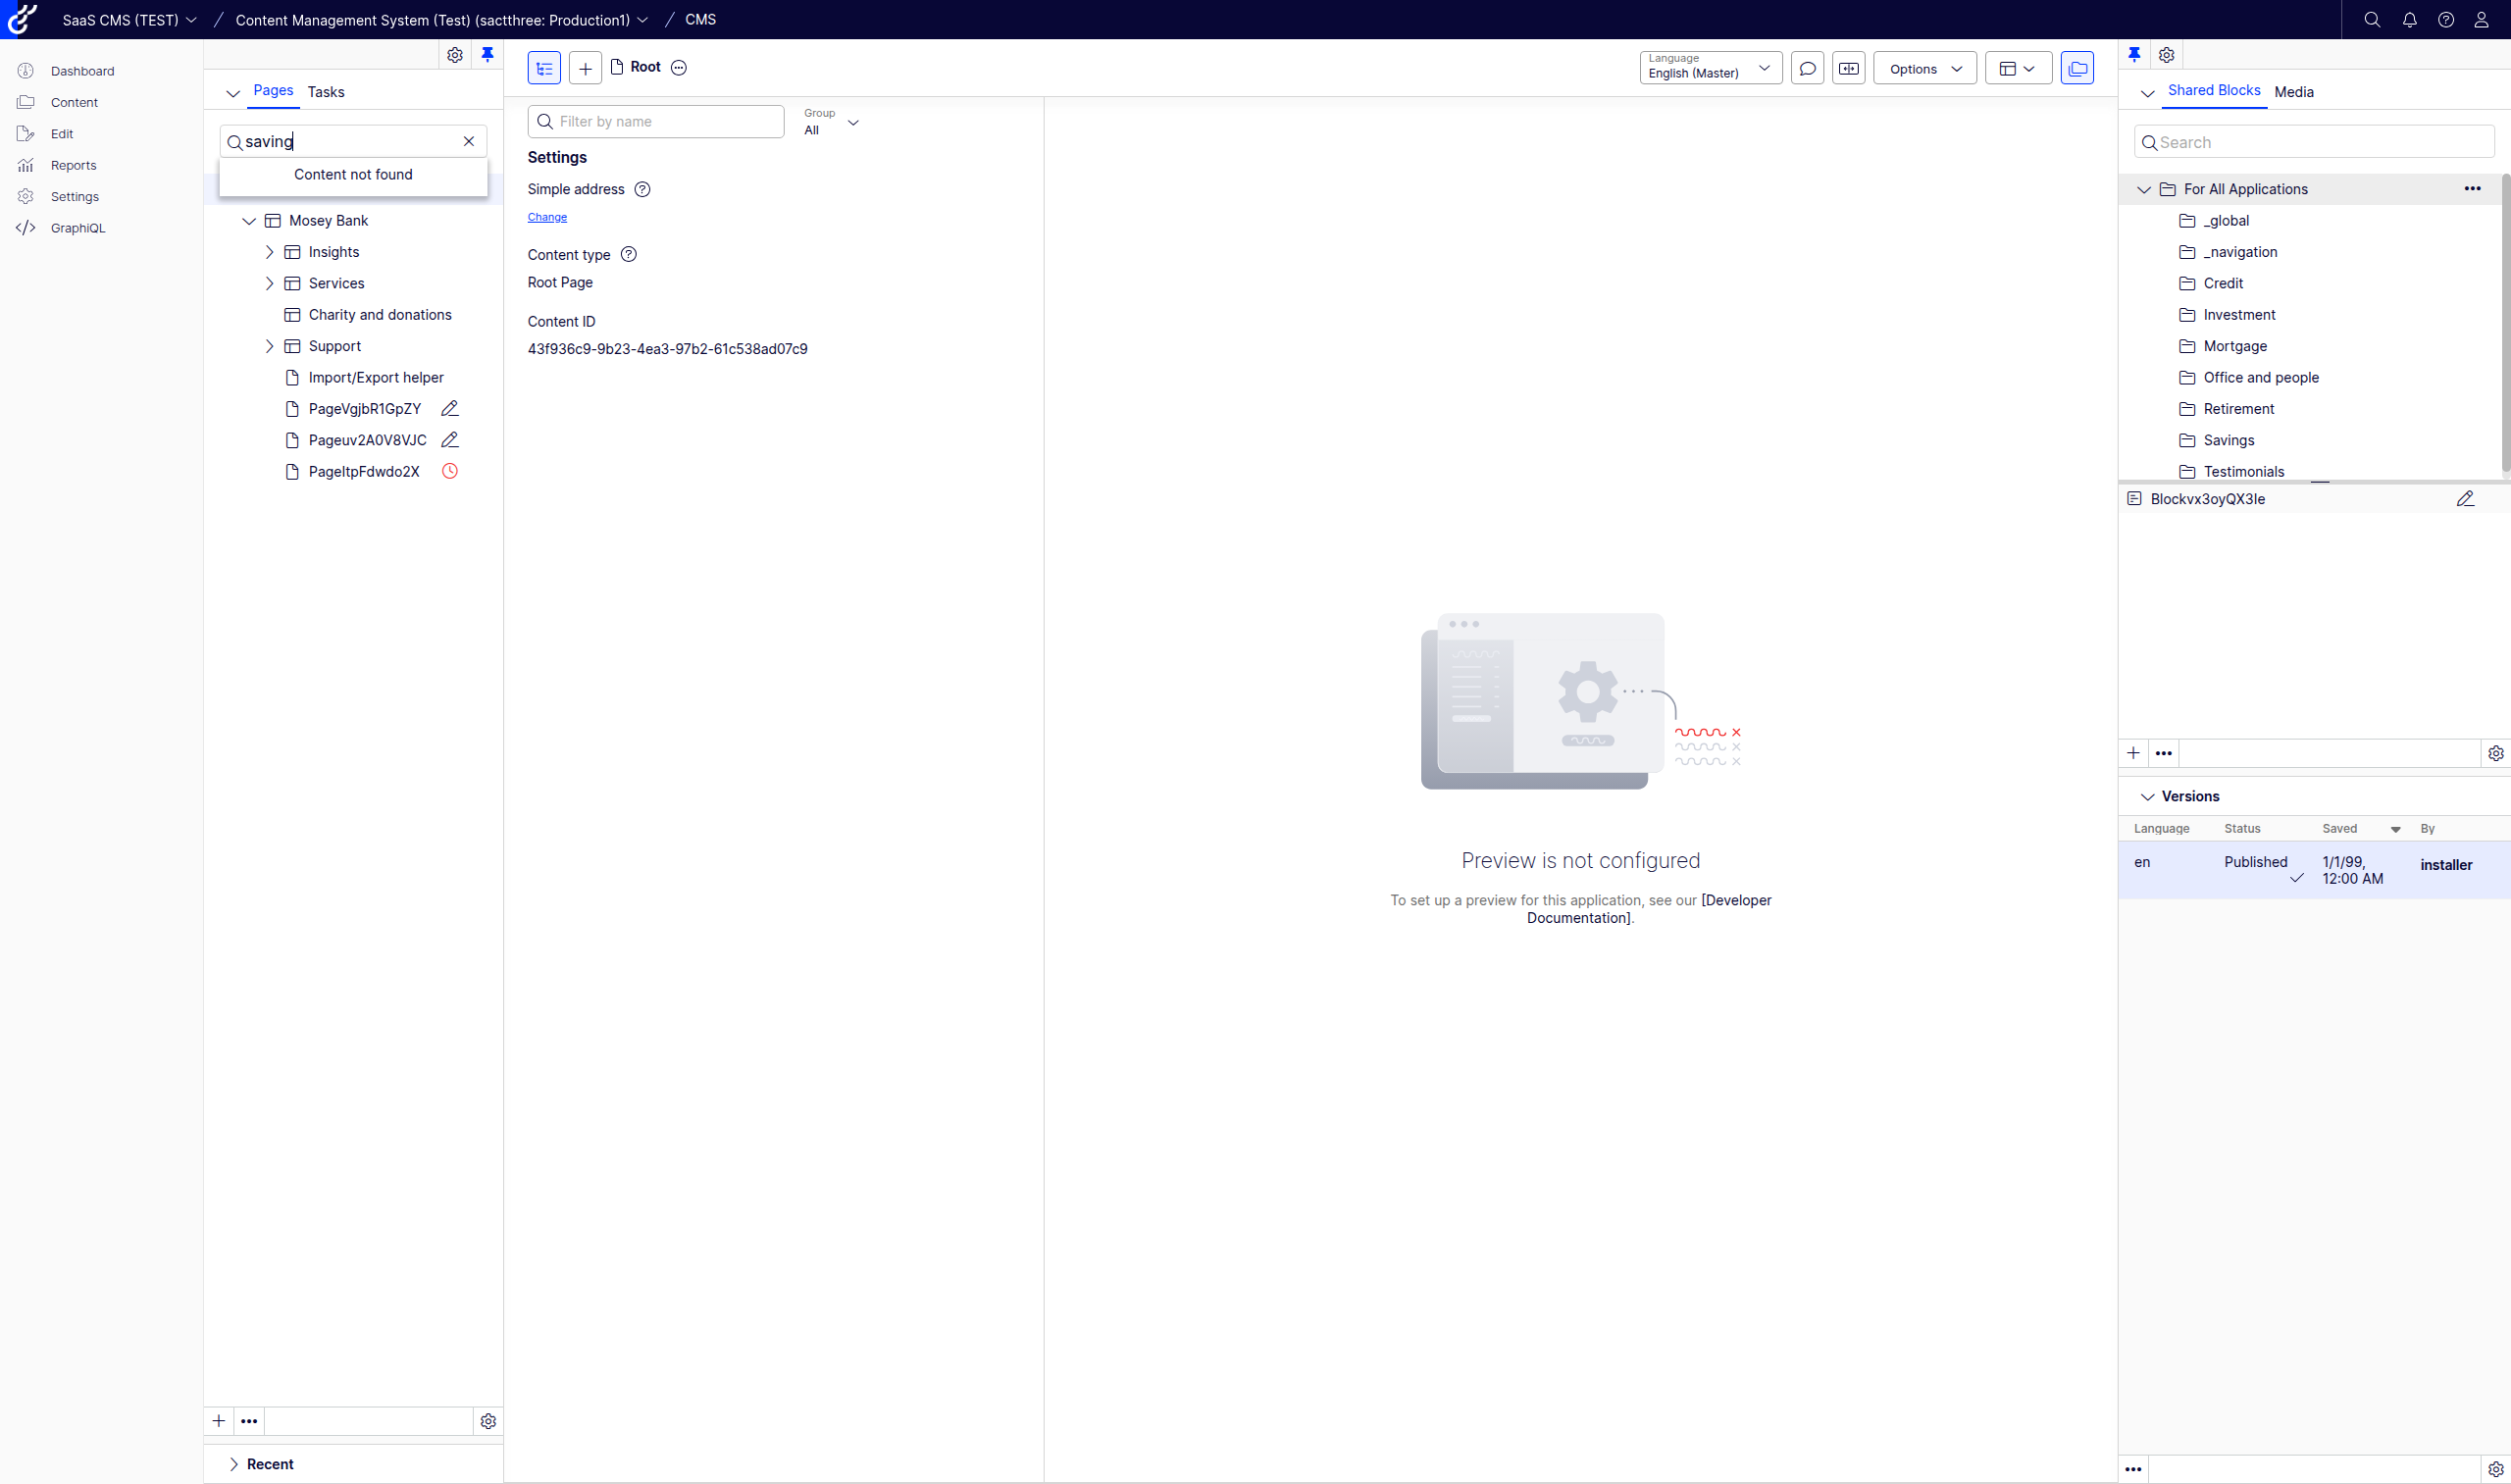 SaaS CMS (TEST) / Content Management System (Test) (sactthree: Production1) / CMS
Dashboard
Content
Edit
Reports
Settings
GraphiQL
Pages Tasks
saving
Content not found
Mosey Bank
Insights
Services
Charity and donations
Support
Import/Export helper
PageVgjbR1GpZY
Pageuv2A0V8VJC
PageItpFdwdo2X
Recent
Root
Language
English (Master)
Options
Filter by name
Group
All
Settings
Simple address
Change
Content type
Root Page
Content ID
43f936c9-9b23-4ea3-97b2-61c538ad07c9
Preview is not configured
To set up a preview for this application, see our [Developer
Documentation].
Shared Blocks Media
Search
For All Applications
_global
_navigation
Credit
Investment
Mortgage
Office and people
Retirement
Savings
Testimonials
Blockvx3oyQX3Ie
Versions
Language Status Saved By
en Published 1/1/99, installer
12:00 AM